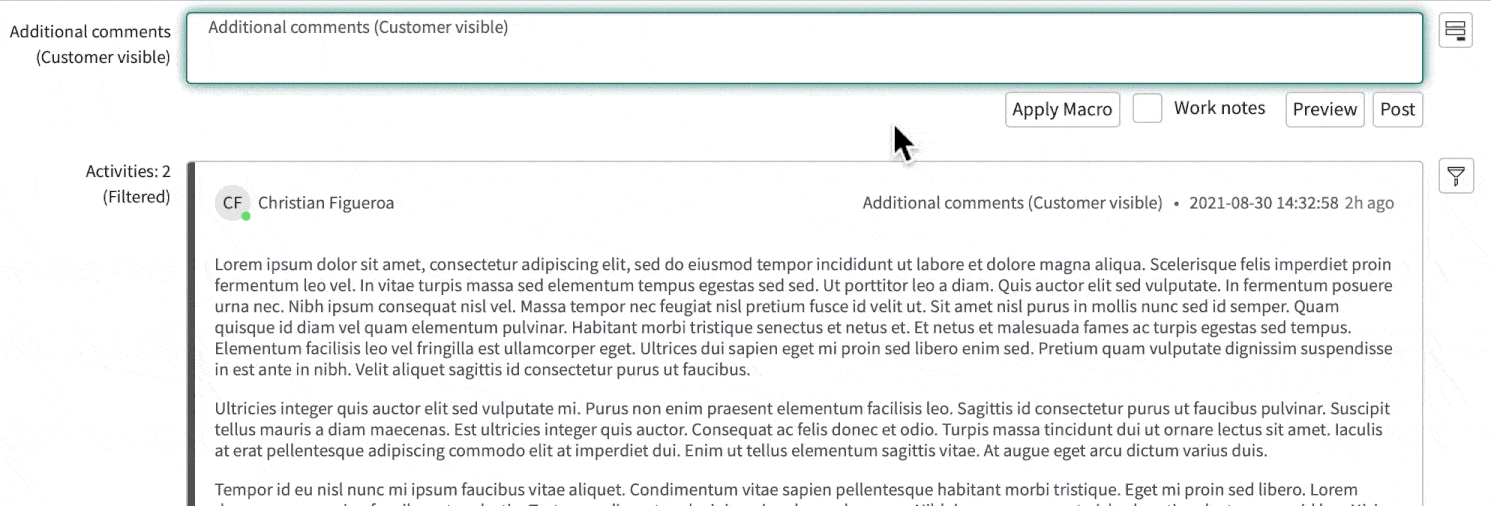 Additional comments
(Customer visible)
Additional comments (Customer visible)
Apply Macro
Work notes
Preview
Post
Activities: 2
(Filtered)
CF
Christian Figueroa
Additional comments (Customer visible) • 2021-08-30 14:32:58 2h ago
Lorem ipsum dolor sit amet, consectetur adipiscing elit, sed do eiusmod tempor incididunt ut labore et dolore magna aliqua. Scelerisque felis imperdiet proin
fermentum leo vel. In vitae turpis massa sed elementum tempus egestas sed sed. Ut porttitor leo a diam. Quis auctor elit sed vulputate. In fermentum posuere
urna nec. Nibh ipsum consequat nisl vel. Massa tempor nec feugiat nisl pretium fusce id velit ut. Sit amet nisl purus in mollis nunc sed id semper. Quam
quisque id diam vel quam elementum pulvinar. Habitant morbi tristique senectus et netus et. Et netus et malesuada fames ac turpis egestas sed tempus.
Elementum facilisis leo vel fringilla est ullamcorper eget. Ultrices dui sapien eget mi proin sed libero enim sed. Pretium quam vulputate dignissim suspendisse
in est ante in nibh. Velit aliquet sagittis id consectetur purus ut faucibus.
Ultricies integer quis auctor elit sed vulputate mi. Purus non enim praesent elementum facilisis leo. Sagittis id consectetur purus ut faucibus pulvinar. Suscipit
tellus mauris a diam maecenas. Est ultricies integer quis auctor. Consequat ac felis donec et odio. Turpis massa tincidunt dui ut ornare lectus sit amet. Iaculis
at erat pellentesque adipiscing commodo elit at imperdiet dui. Enim ut tellus elementum sagittis vitae. At augue eget arcu dictum varius duis.
Tempor id eu nisl nunc mi ipsum faucibus vitae aliquet. Condimentum vitae sapien pellentesque habitant morbi tristique. Eget mi proin sed libero. Lorem